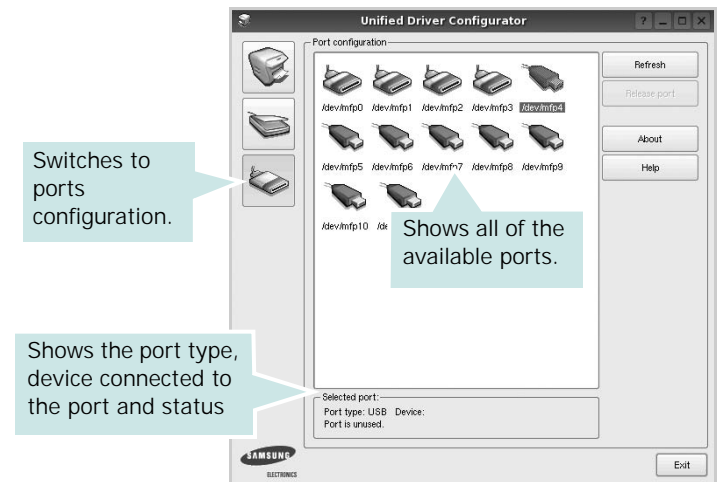 Unified Driver Configurator
Port configuration
/dev/mfp0 /dev/mfp1 /dev/mfp2 /dev/mfp3 /dev/mfp4
/dev/mfp5 /dev/mfp6 /dev/mfp7 /dev/mfp8 /dev/mfp9
/dev/mfp10
Refresh
Release port
About
Help
Switches to
ports
configuration.
Shows all of the
available ports.
Shows the port type,
device connected to
the port and status
Selected port:
Port type: USB Device:
Port is unused.
SAMSUNG
ELECTRONICS
Exit